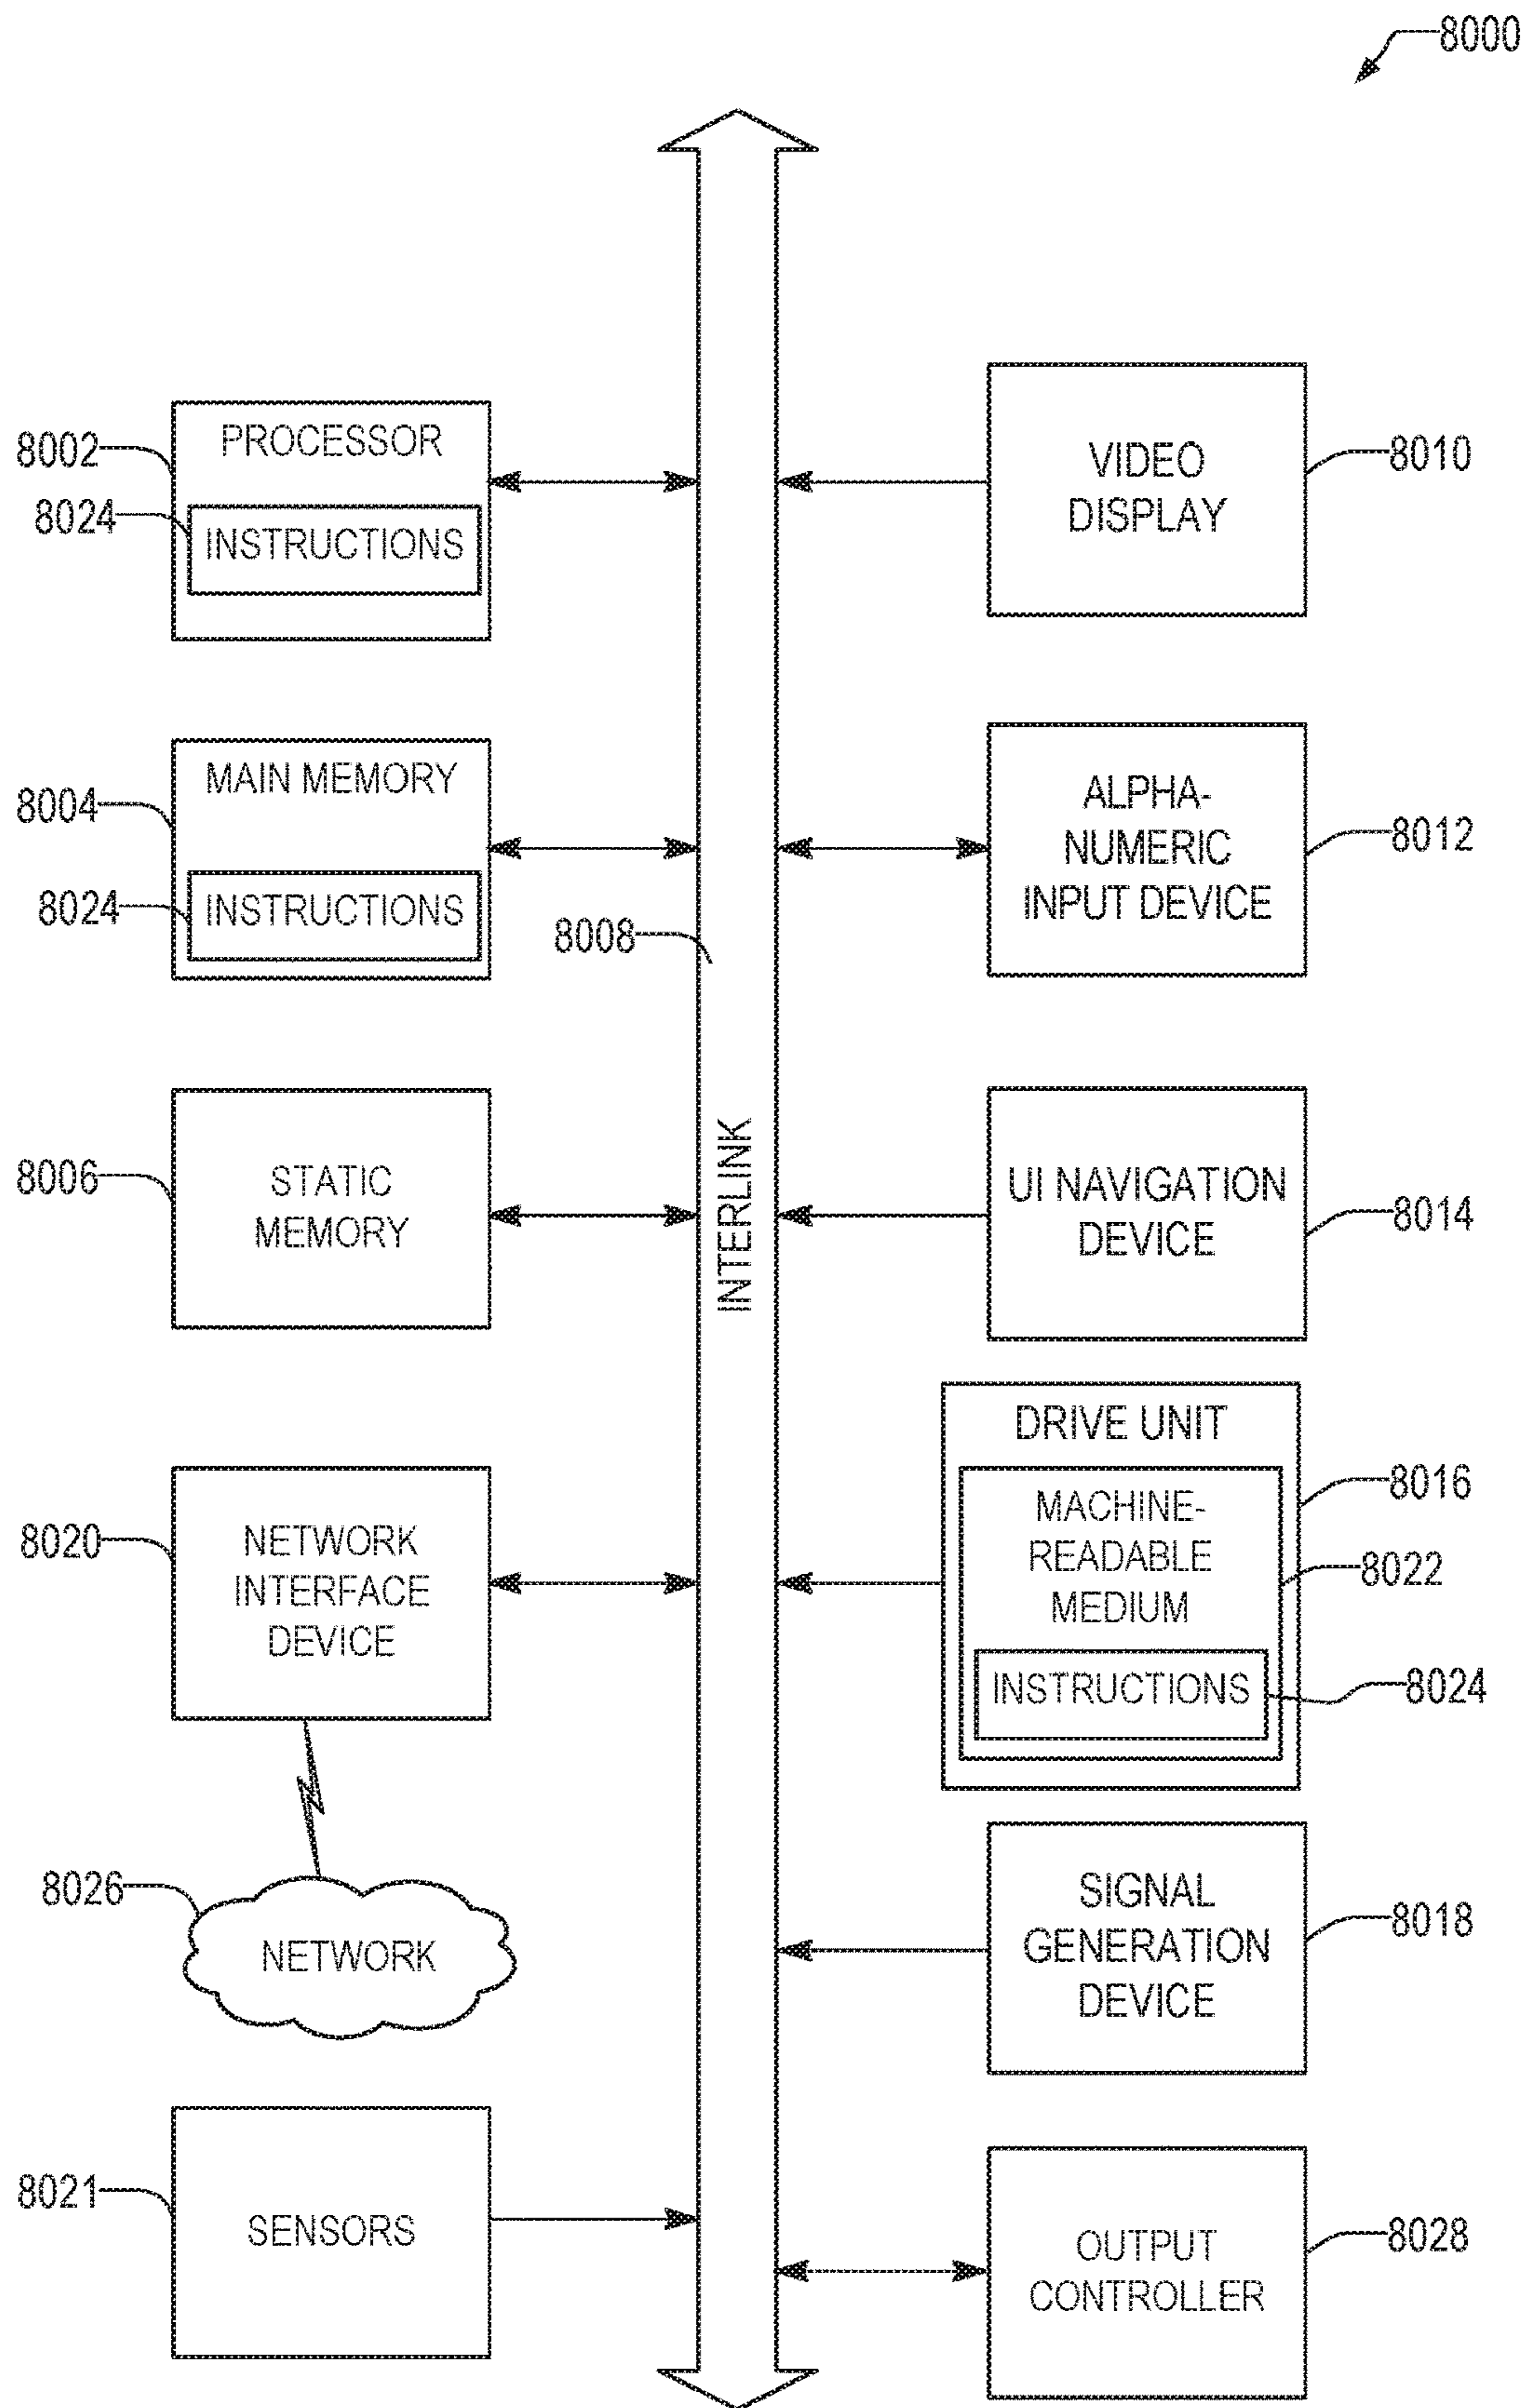 8000
8002
PROCESSOR
8024
INSTRUCTIONS
8004
MAIN MEMORY
8024
INSTRUCTIONS
8008
8006
STATIC
MEMORY
INTERLINK
8020
NETWORK
INTERFACE
DEVICE
8026
NETWORK
8021
SENSORS
VIDEO
DISPLAY
8010
ALPHA-
NUMERIC
INPUT DEVICE
8012
UI NAVIGATION
DEVICE
8014
DRIVE UNIT
8016
MACHINE-
READABLE
MEDIUM
8022
INSTRUCTIONS
8024
SIGNAL
GENERATION
DEVICE
8018
OUTPUT
CONTROLLER
8028